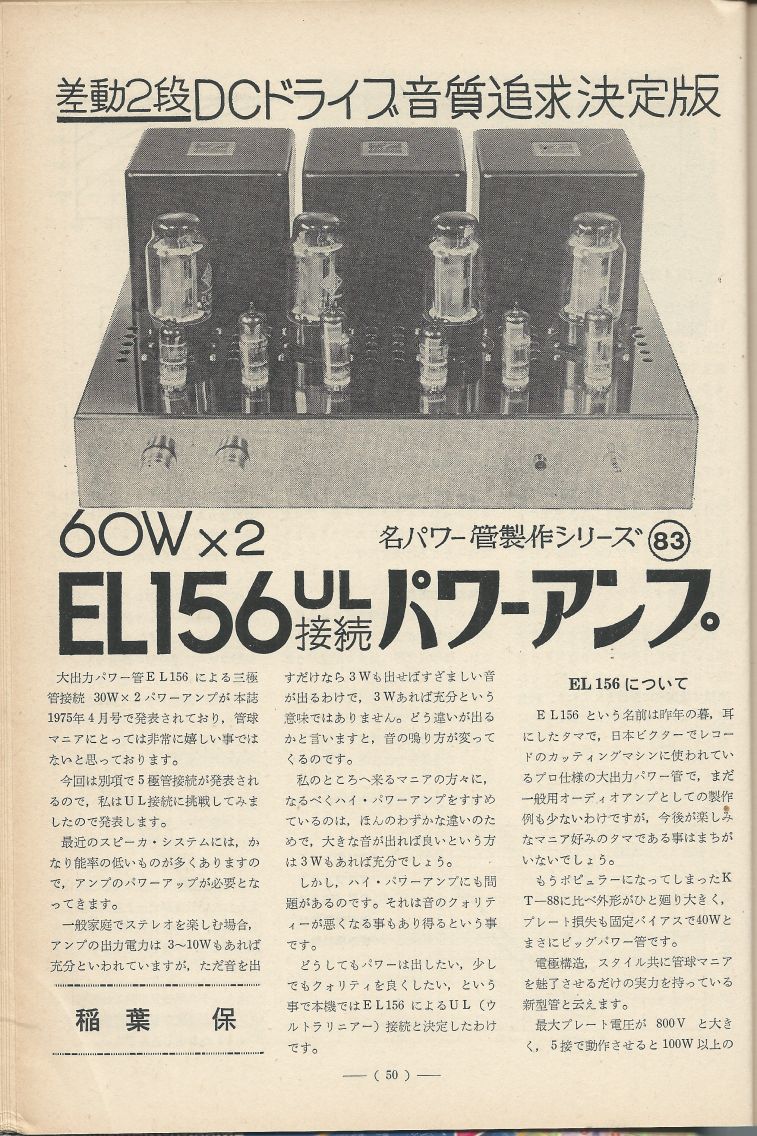 差動2段DCドライブ音質追求決定版
60W×2
名パワー管製作シリーズ 83
EL156 UL接続 パワーアンプ
大出力パワー管EL156 による三極
管接続 30W×2 パワーアンプが本誌
1975年4月号で発表されており，管球
マニアにとっては非常に嬉しい事では
ないと思っております。
今回は別項で5極管接続が発表され
るので，私はUL接続に挑戦してみま
したので発表します。
最近のスピーカ・システムには，か
なり能率の低いものが多くありますの
で，アンプのパワーアップが必要とな
ってきます。
一般家庭でステレオを楽しむ場合，
アンプの出力電力は 3〜10Wもあれば
充分といわれていますが，ただ音を出
稲葉 保
すだけなら 3Wも出せばすざましい音
が出るわけで，3Wあれば充分という
意味ではありません。どう違いが出る
かと言いますと，音の鳴り方が変って
くるのです。
私のところへ来るマニアの方々に，
なるべくハイ・パワーアンプをすすめ
ているのは，ほんのわずかな違いのた
めで，大きな音が出れば良いという方
は3Wもあれば充分でしょう。
しかし，ハイ・パワーアンプにも問
題があるのです。それは音のクォリテ
ィーが悪くなる事もあり得るという事
です。
どうしてもパワーは出したい，少し
でもクォリティを良くしたい，という
事で本機ではEL156 によるUL（ウ
ルトラリニアー）接続と決定したわけ
です。
EL 156 について
EL156 という名前は昨年の暮，耳
にしたタマで，日本ビクターでレコー
ドのカッティングマシンに使われてい
るプロ仕様の大出力パワー管で，まだ
一般用オーディオアンプとしての製作
例も少ないわけですが，今後が楽しみ
なマニア好みのタマである事はまちが
いないでしょう。
もうポピュラーになってしまったK
T—88に比べ外形がひと廻り大きく，
プレート損失も固定バイアスで40Wと
まさにビッグパワー管です。
電極構造，スタイル共に管球マニア
を魅了させるだけの実力を持っている
新型管と云えます。
最大プレート電圧が 800V と大き
く，5接で動作させると100W以上の
—（ 50 ）—